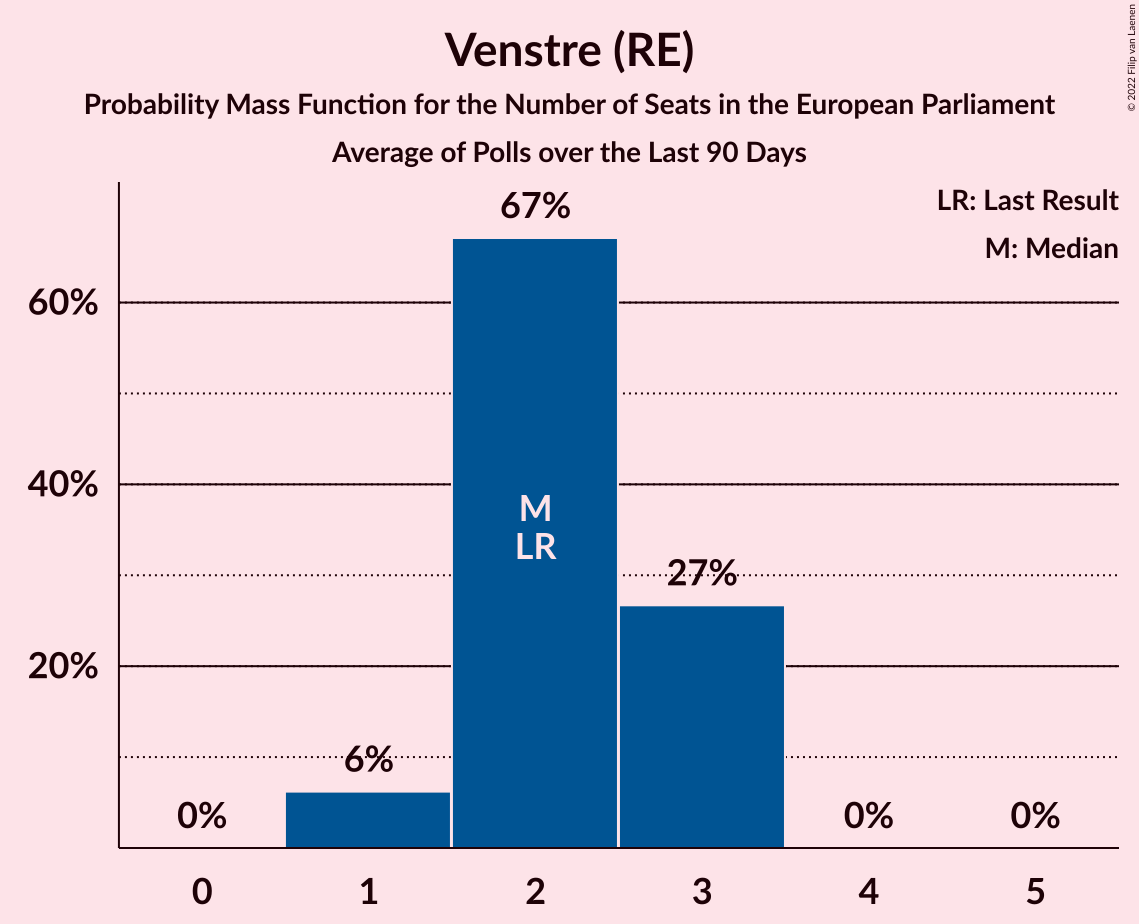 Venstre (RE)
Probability Mass Function for the Number of Seats in the European Parliament
Average of Polls over the Last 90 Days
© 2022 Filip van Laenen
LR: Last Result
M: Median
67%
60%
40%
M
LR
27%
20%
6%
0%
0%
0%
0
1
2
3
4
5